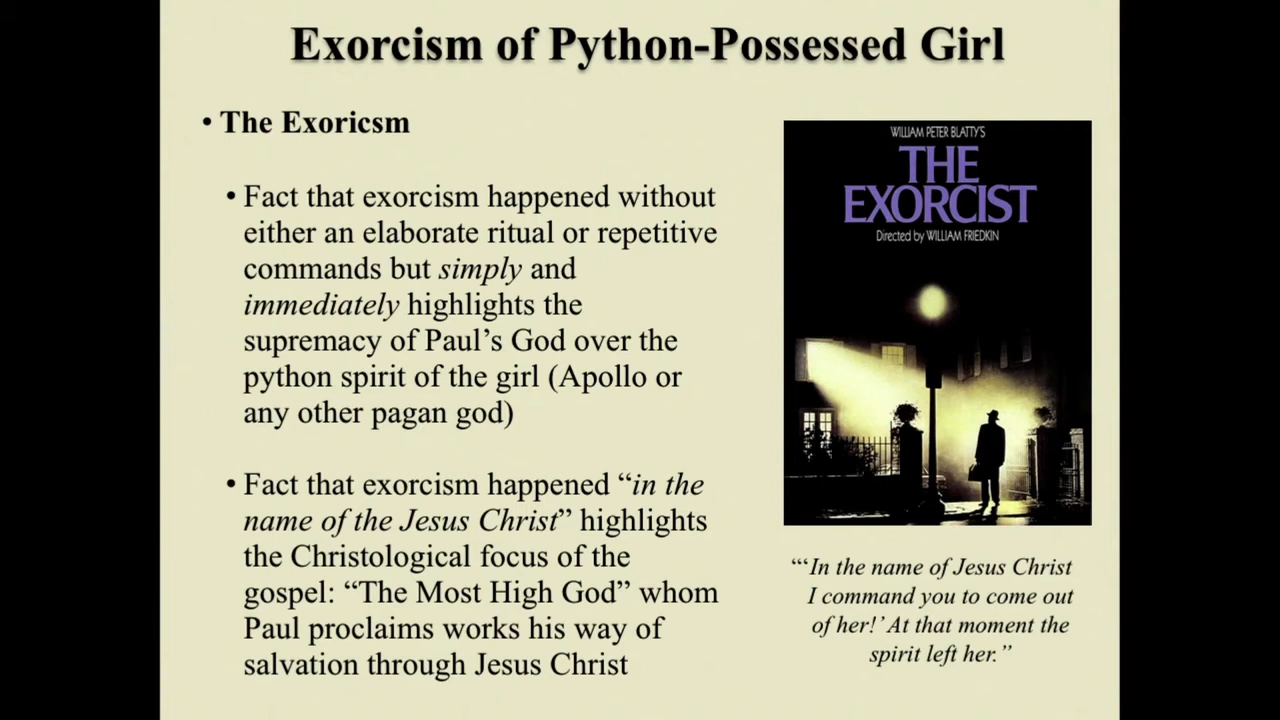 Exorcism of Python-Possessed Girl
• The Exoricsm
• Fact that exorcism happened without
either an elaborate ritual or repetitive
commands but simply and
immediately highlights the
supremacy of Paul’s God over the
python spirit of the girl (Apollo or
any other pagan god)
• Fact that exorcism happened “in the
name of the Jesus Christ” highlights
the Christological focus of the
gospel: “The Most High God” whom
Paul proclaims works his way of
salvation through Jesus Christ
WILLIAM PETER BLATTY'S
THE
EXORCIST
Directed by WILLIAM FRIEDKIN
“‘In the name of Jesus Christ
I command you to come out
of her!’ At that moment the
spirit left her.”